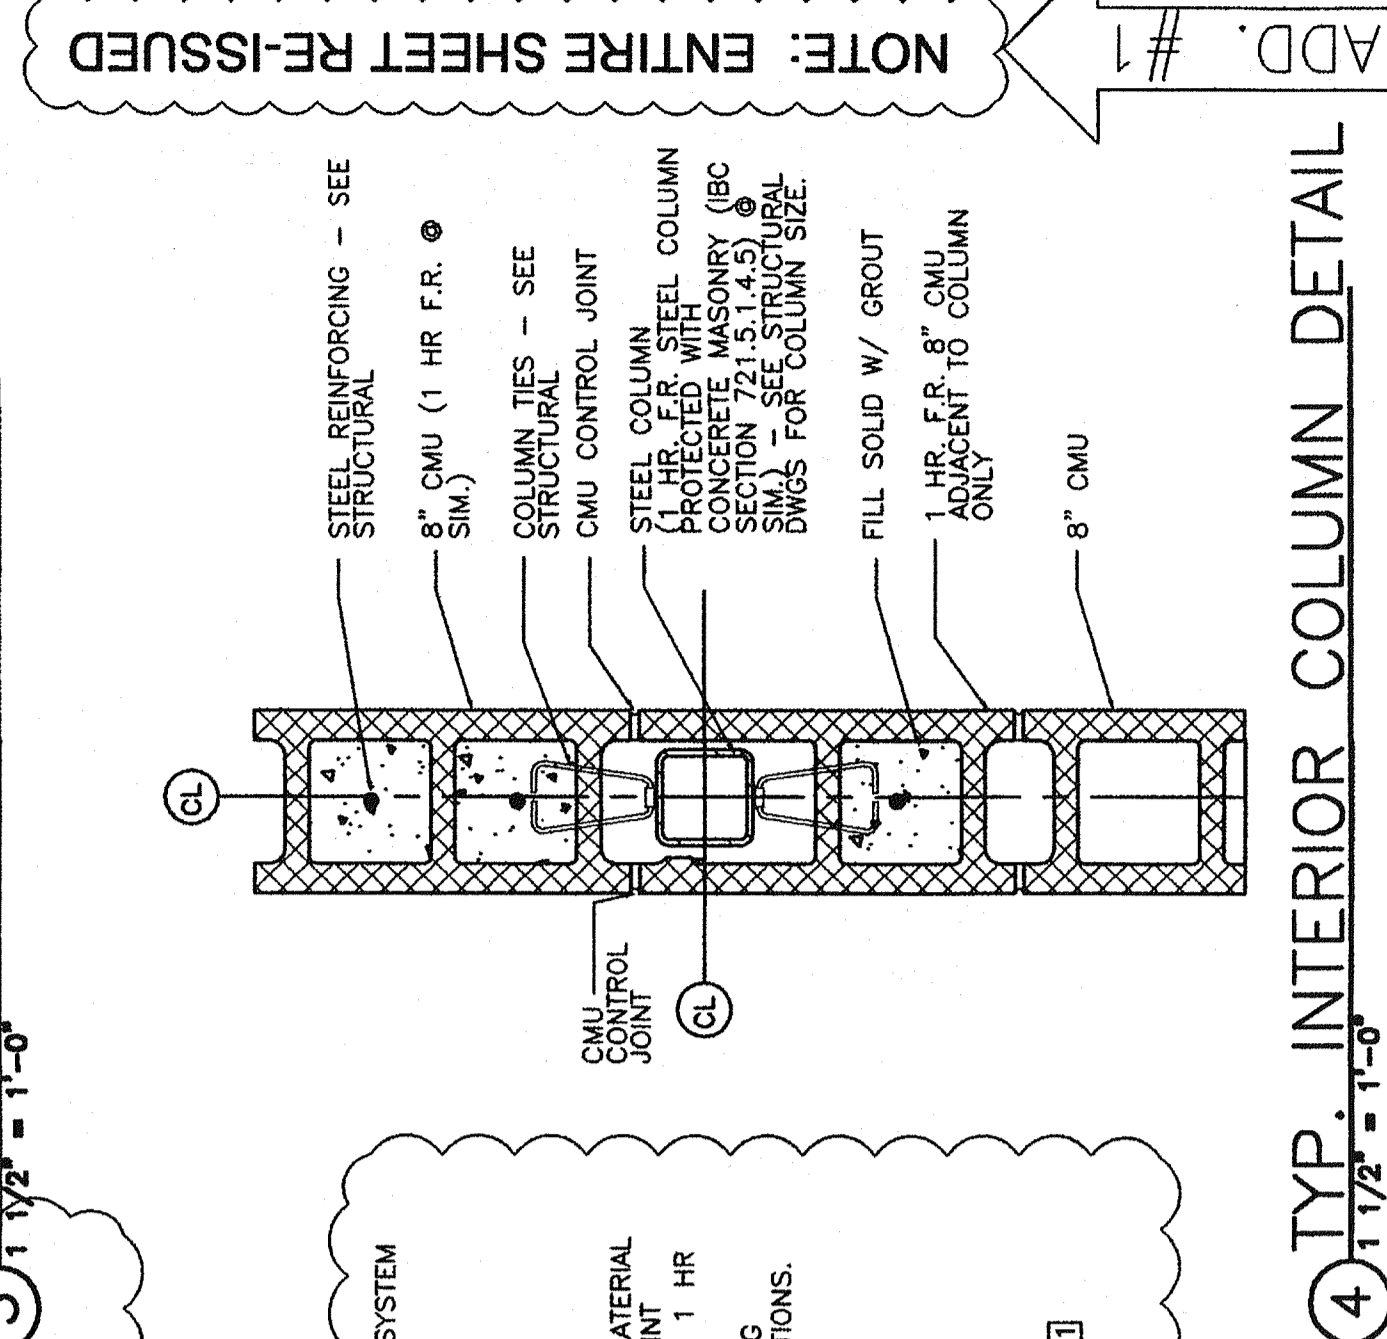 NOTE: ENTIRE SHEET RE-ISSUED
ADD. #1
STEEL REINFORCING – SEE
STRUCTURAL
8" CMU (1 HR F.R. @
SIM.)
COLUMN TIES – SEE
STRUCTURAL
CMU CONTROL JOINT
STEEL COLUMN
(1 HR. F.R. STEEL COLUMN
PROTECTED WITH
CONCRETE MASONRY (IBC
SECTION 721.5.1.4.5) @
SIM.) – SEE STRUCTURAL
DWGS FOR COLUMN SIZE.
FILL SOLID W/ GROUT
1 HR. F.R. 8" CMU
ADJACENT TO COLUMN
ONLY
8" CMU
CL
CL
CMU
CONTROL
JOINT
4
TYP. INTERIOR COLUMN DETAIL
1 1/2" = 1'-0"
1 1/2" = 1'-0"
SYSTEM
1 HR